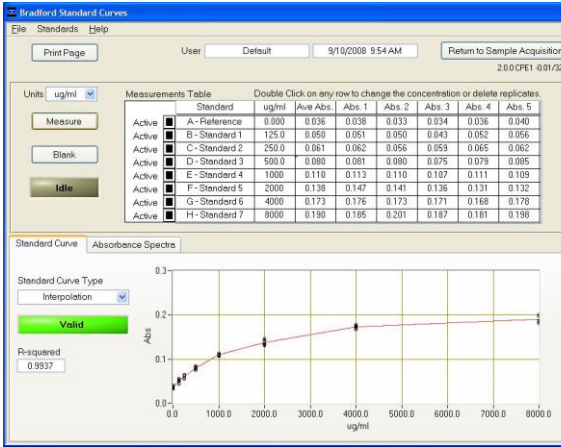 Bradford Standard Curves
File Standards Help
Print Page User Default 9/10/2008 9:54 AM Return to Sample Acquisition
2.0.0 CPE1 -0.01/32
Units ug/ml Measurements Table Double Click on any row to change the concentration or delete replicates.
Standard ug/ml Ave Abs. Abs. 1 Abs. 2 Abs. 3 Abs. 4 Abs. 5
Active A - Reference 0.000 0.036 0.038 0.033 0.034 0.036 0.040
Active B - Standard 1 125.0 0.050 0.051 0.050 0.043 0.052 0.056
Active C - Standard 2 250.0 0.061 0.062 0.056 0.059 0.065 0.062
Active D - Standard 3 500.0 0.080 0.081 0.080 0.075 0.079 0.085
Active E - Standard 4 1000 0.110 0.113 0.110 0.107 0.111 0.109
Active F - Standard 5 2000 0.138 0.147 0.141 0.136 0.131 0.132
Active G - Standard 6 4000 0.173 0.176 0.173 0.171 0.168 0.178
Active H - Standard 7 8000 0.190 0.185 0.201 0.187 0.181 0.198
Measure
Blank
Idle
Standard Curve Absorbance Spectra
Standard Curve Type
Interpolation
Valid
R-squared
0.9937
Abs
0.3
0.2
0.1
0.0
0.0 1000.0 2000.0 3000.0 4000.0 5000.0 6000.0 7000.0 8000.0
ug/ml